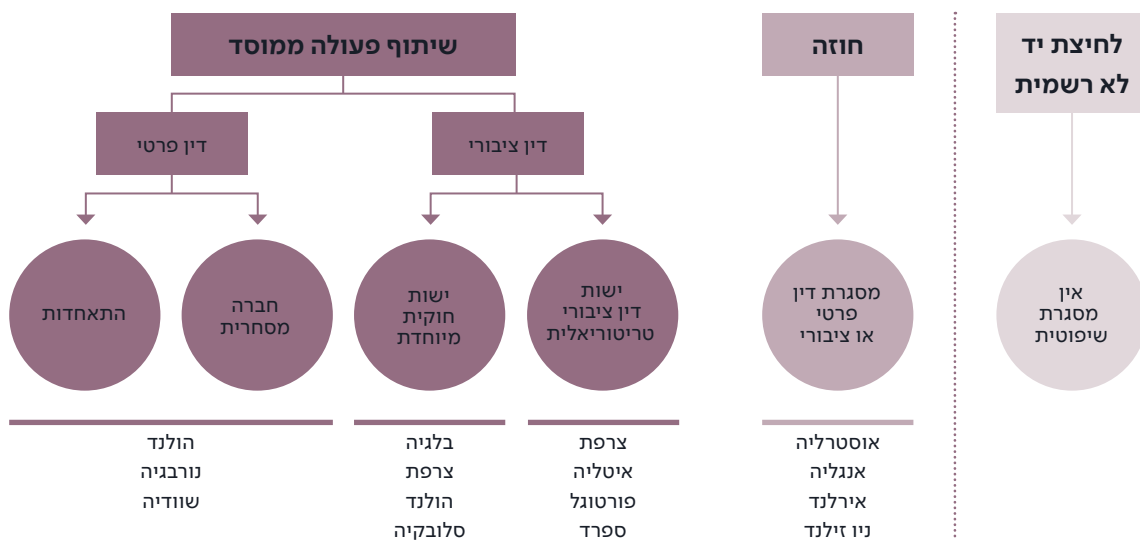 לחיצת יד
לא רשמית
חוזה
שיתוף פעולה ממוסד
דין ציבורי
דין פרטי
אין
מסגרת
שיפוטית
מסגרת דין
פרטי
או ציבורי
ישות
דין ציבורי
טריטוריאלית
ישות
חוקית
מיוחדת
חברה
מסחרית
התאחדות
אוסטרליה
אנגליה
אירלנד
ניו זילנד
צרפת
איטליה
פורטוגל
ספרד
בלגיה
צרפת
הולנד
סלובקיה
הולנד
נורבגיה
שוודיה